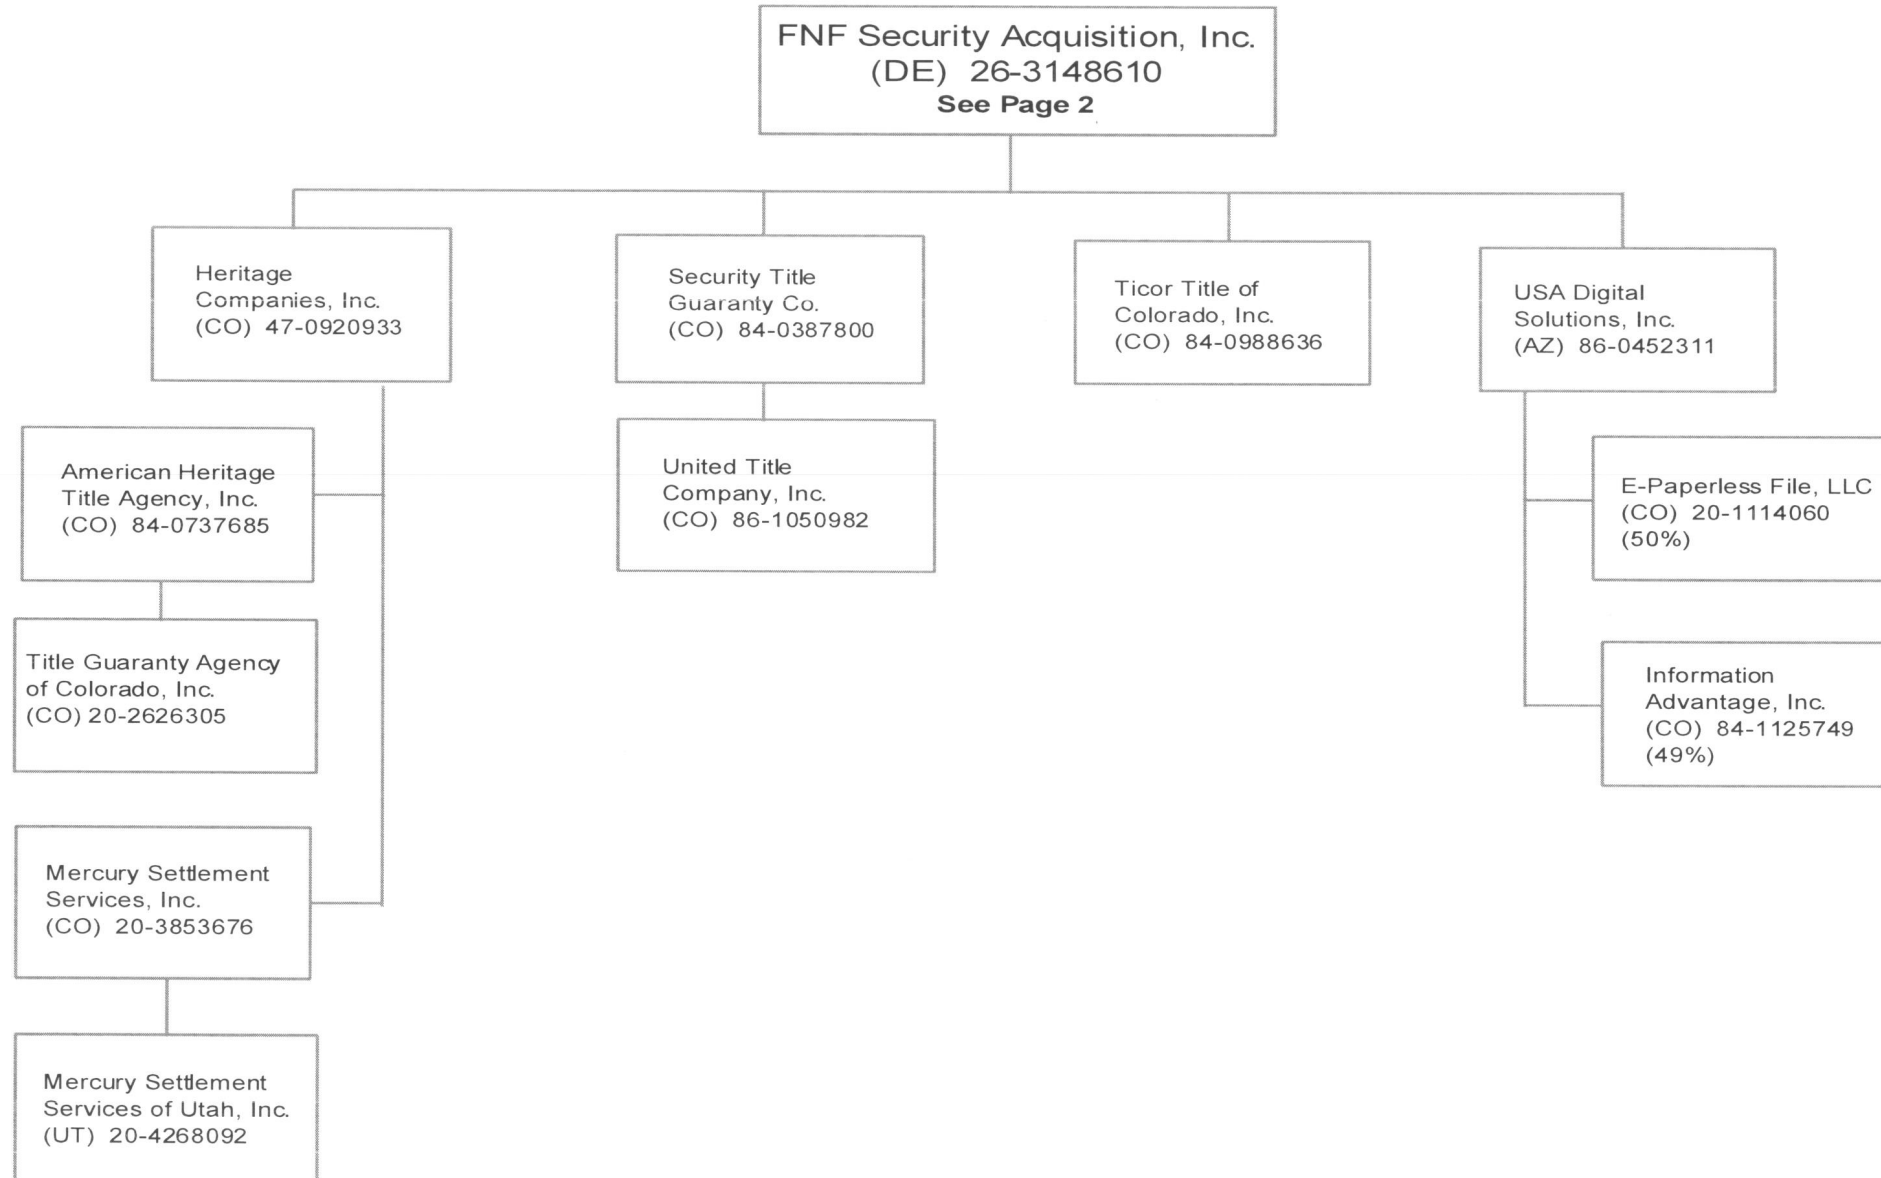 FNF Security Acquisition, Inc.
(DE) 26-3148610
See Page 2
Heritage
Companies, Inc.
(CO) 47-0920933
Security Title
Guaranty Co.
(CO) 84-0387800
Ticor Title of
Colorado, Inc.
(CO) 84-0988636
USA Digital
Solutions, Inc.
(AZ) 86-0452311
American Heritage
Title Agency, Inc.
(CO) 84-0737685
United Title
Company, Inc.
(CO) 86-1050982
E-Paperless File, LLC
(CO) 20-1114060
(50%)
Title Guaranty Agency
of Colorado, Inc.
(CO) 20-2626305
Information
Advantage, Inc.
(CO) 84-1125749
(49%)
Mercury Settlement
Services, Inc.
(CO) 20-3853676
Mercury Settlement
Services of Utah, Inc.
(UT) 20-4268092